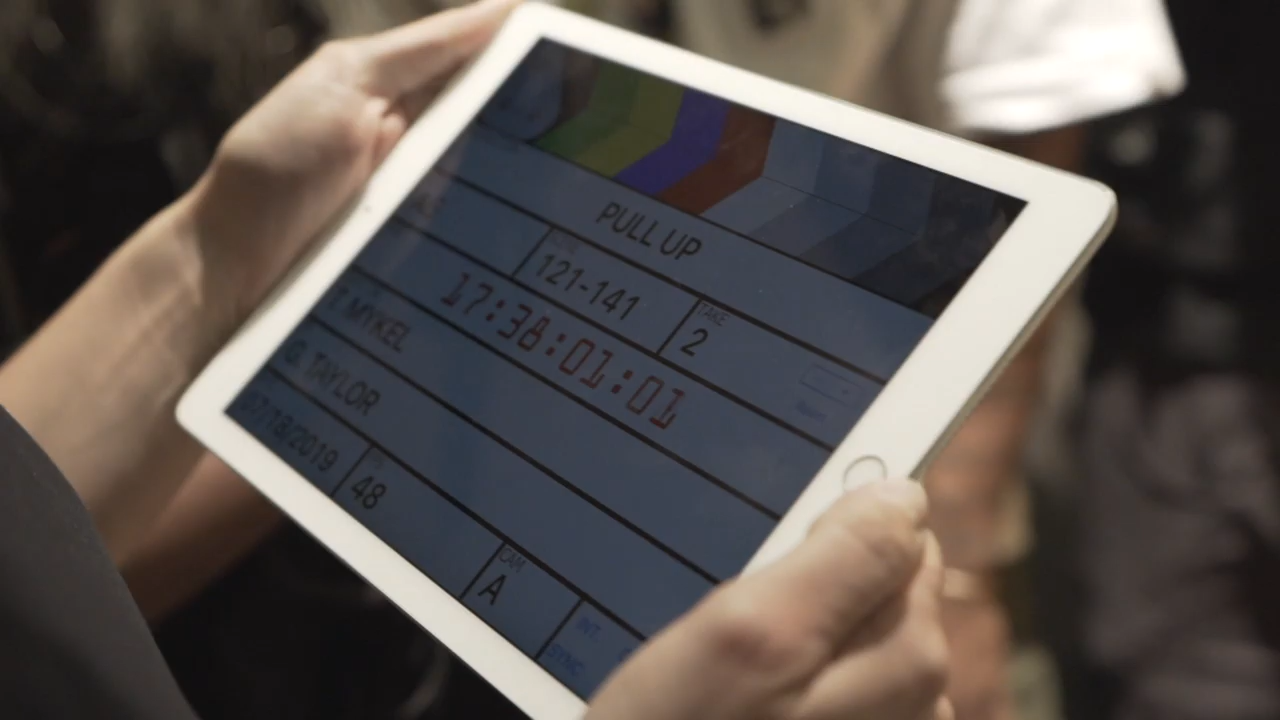 PULL UP
121-141
TAKE
2
17:38:01:01
T. MYKEL
G. TAYLOR
07/18/2019
48
CAM
A
INT.
SYNC